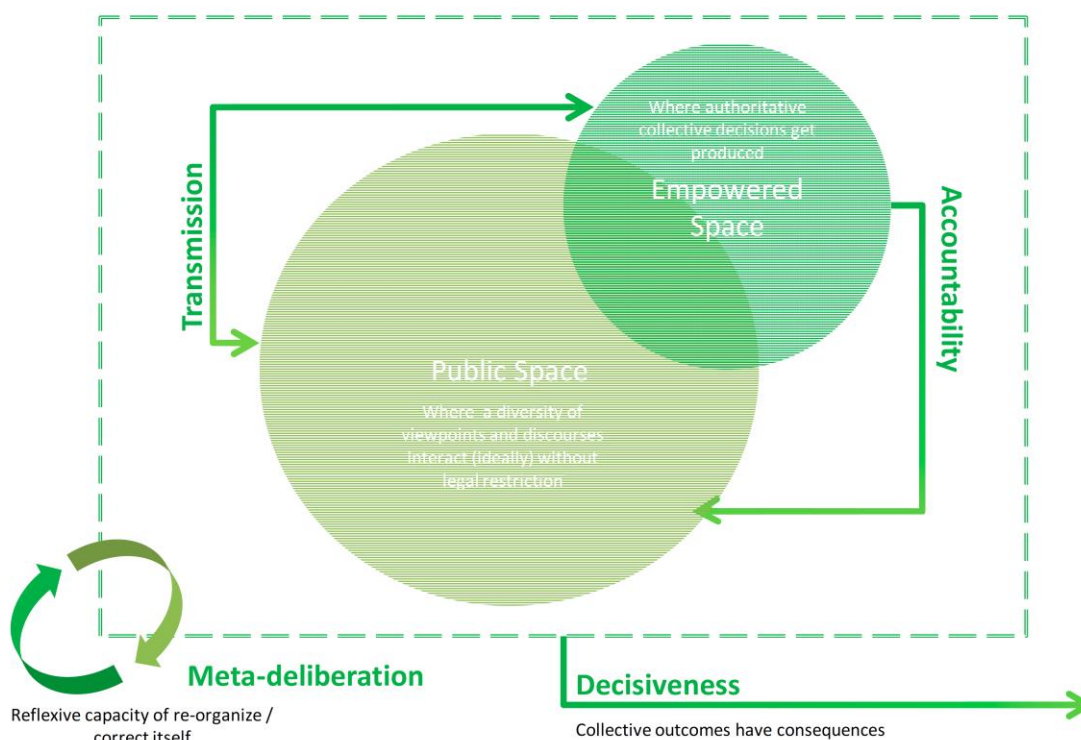 Where authoritative
collective decisions get
produced
Empowered
Space
Transmission
Accountability
Public Space
Where a diversity of
viewpoints and discourses
interact (ideally) without
legal restriction
Meta-deliberation
Reflexive capacity of re-organize /
correct itself
Decisiveness
Collective outcomes have consequences